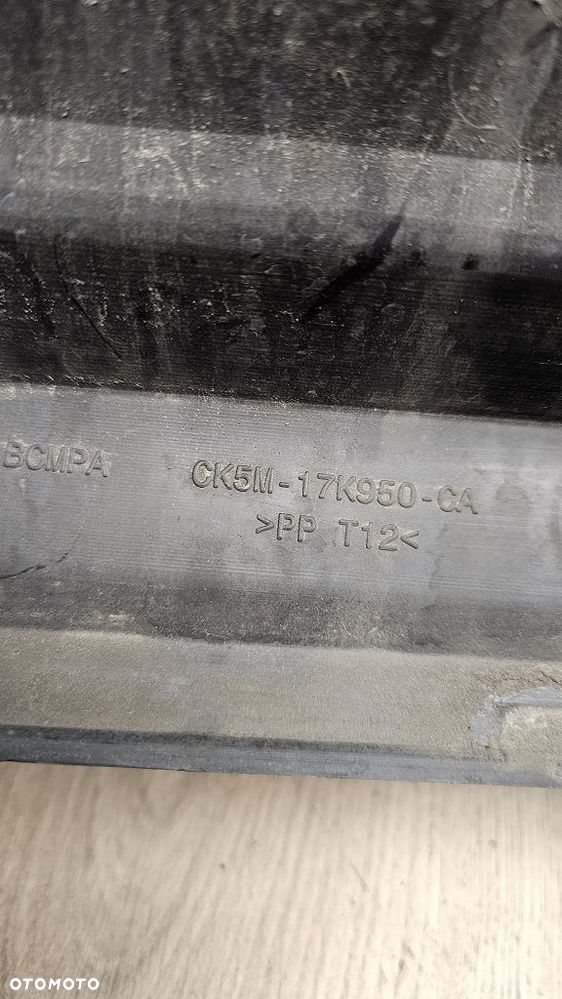 BCMPA CK5M-17K950-CA
>PP T12<
OTOMOTO